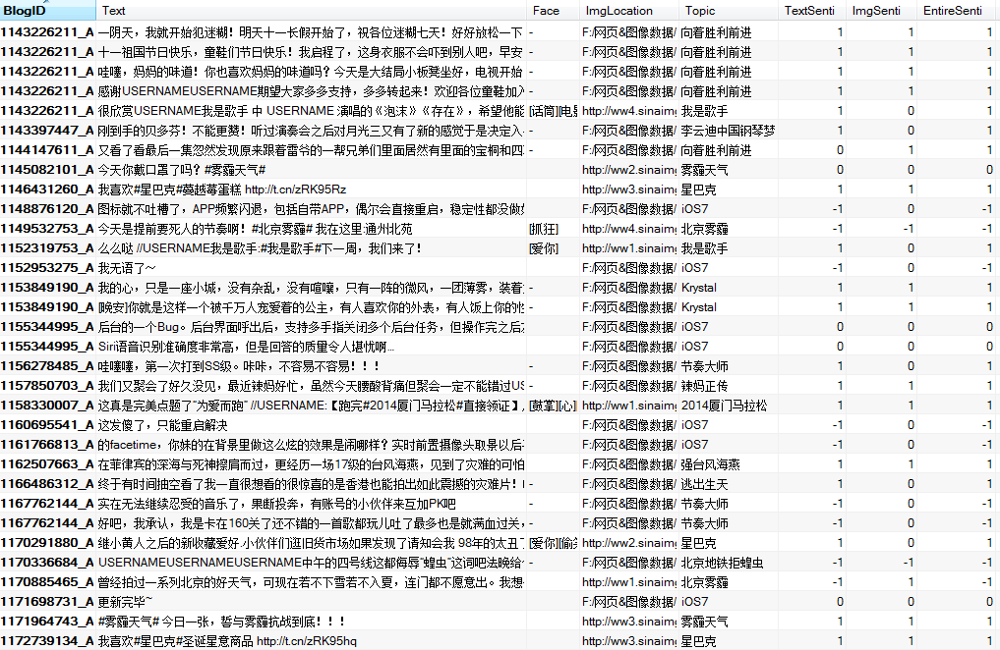 BlogID Text Face ImgLocation Topic TextSenti ImgSenti EntireSenti
1143226211_A 一阴天，我就开始犯迷糊！明天十一长假开始了，祝各位迷糊七天！好好放松一下 - F:/网页&图像数据/ 向着胜利前进 1 1 1
1143226211_A 十一祖国节日快乐，童鞋们节日快乐！我启程了，这身衣服不会吓到别人吧，早安 - F:/网页&图像数据/ 向着胜利前进 1 1 1
1143226211_A 哇噻，妈妈的味道！你也喜欢妈妈的味道吗？今天是大结局小板凳坐好，电视开始 - F:/网页&图像数据/ 向着胜利前进 1 1 1
1143226211_A 感谢USERNAMEUSERNAME期望大家多多支持，多多转起来！欢迎各位童鞋加入 - F:/网页&图像数据/ 向着胜利前进 1 1 1
1143226211_A 很欣赏USERNAME我是歌手 中 USERNAME 演唱的《泡沫》《存在》，希望他能 [话筒][电影 http://ww4.sinaimg 我是歌手 1 0 1
1143397447_A 刚到手的贝多芬！不能更赞！听过演奏会之后对月光三又有了新的感觉于是决定入 - F:/网页&图像数据/ 李云迪中国钢琴梦 1 0 1
1144147611_A 又看了看最后一集忽然发现原来跟着雷爷的一帮兄弟们里面居然有里面的宝桐和四 - F:/网页&图像数据/ 向着胜利前进 0 1 1
1145082101_A 今天你戴口罩了吗？#雾霾天气# http://ww2.sinaimg 雾霾天气 0 0 0
1146431260_A 我喜欢#星巴克#蔓越莓蛋糕 http://t.cn/zRK95Rz http://ww3.sinaimg 星巴克 1 1 1
1148876120_A 图标就不吐槽了，APP频繁闪退，包括自带APP，偶尔会直接重启，稳定性都没做好 F:/网页&图像数据/ iOS7 -1 0 -1
1149532753_A 今天是提前要死人的节奏啊！#北京雾霾# 我在这里:通州北苑 [抓狂] http://ww4.sinaimg 北京雾霾 -1 -1 -1
1152319753_A 么么哒 //USERNAME我是歌手:#我是歌手#下一周，我们来了！ [爱你] http://ww1.sinaimg 我是歌手 1 0 1
1152953275_A 我无语了~ F:/网页&图像数据/ iOS7 -1 0 -1
1153849190_A 我的心，只是一座小城，没有杂乱，没有喧嚷，只有一阵的微风，一团薄雾，装着 - F:/网页&图像数据/ Krystal 1 1 1
1153849190_A [晚安]你就是这样一个被千万人宠爱着的公主，有人喜欢你的外表，有人饭上你的性 - F:/网页&图像数据/ Krystal 1 1 1
1155344995_A 后台的一个Bug。后台界面呼出后，支持多手指关闭多个后台任务，但操作完之后 F:/网页&图像数据/ iOS7 0 0 0
1155344995_A Siri语音识别准确度非常高，但是回答的质量令人堪忧啊... F:/网页&图像数据/ iOS7 0 0 0
1156278485_A 哇噻噻，第一次打到SS级。咔咔，不容易不容易！！！ - F:/网页&图像数据/ 节奏大师 1 0 1
1157850703_A 我们又聚会了好久没见，最近辣妈好忙，虽然今天腰酸背痛但聚会一定不能错过US - F:/网页&图像数据/ 辣妈正传 1 1 1
1158330007_A 这真是完美点题了“为爱而跑” //USERNAME:【跑完#2014厦门马拉松#直接领证】， [鼓掌][心] http://ww1.sinaimg 2014厦门马拉松 1 1 1
1160695541_A 这发傻了，只能重启解决 F:/网页&图像数据/ iOS7 -1 0 -1
1161766813_A 的facetime，你妹的在背景里做这么炫的效果是闹哪样？实时前置摄像头取景以后 F:/网页&图像数据/ iOS7 -1 0 -1
1162507663_A 在菲律宾的深海与死神擦肩而过，更经历一场17级的台风海燕，见到了灾难的可怕 - F:/网页&图像数据/ 强台风海燕 1 1 1
1166486312_A 终于有时间抽空看了我一直很想看的很惊喜的是香港也能拍出如此震撼的灾难片！ - F:/网页&图像数据/ 逃出生天 1 0 1
1167762144_A 实在无法继续忍受的音乐了，果断投奔，有账号的小伙伴来互加PK吧 - F:/网页&图像数据/ 节奏大师 -1 0 -1
1167762144_A 好吧，我承认，我是卡在160关了还不错的一首歌都玩儿吐了最多也是就满血过关， - F:/网页&图像数据/ 节奏大师 -1 0 -1
1170291880_A 继小黄人之后的新收藏爱好.小伙伴们逛旧货市场如果发现了请知会我 98年的太丑了 [爱你][偷笑 http://ww2.sinaimg 星巴克 1 0 1
1170336684_A USERNAMEUSERNAMEUSERNAME中午的四号线这都侮辱“蝗虫”这词吧法晚给 - F:/网页&图像数据/ 北京地铁拒蝗虫 -1 -1 -1
1170885465_A 曾经拍过一系列北京的好天气，可现在若不下雪若不入夏，连门都不愿意出。我想 - http://ww1.sinaimg 北京雾霾 -1 1 -1
1171698731_A 更新完毕~ F:/网页&图像数据/ iOS7 0 0 0
1171964743_A #雾霾天气# 今日一张，誓与雾霾抗战到底！！！ http://ww3.sinaimg 雾霾天气 1 1 1
1172739134_A 我喜欢#星巴克#圣诞星意商品 http://t.cn/zRK95hq http://ww3.sinaimg 星巴克 1 1 1